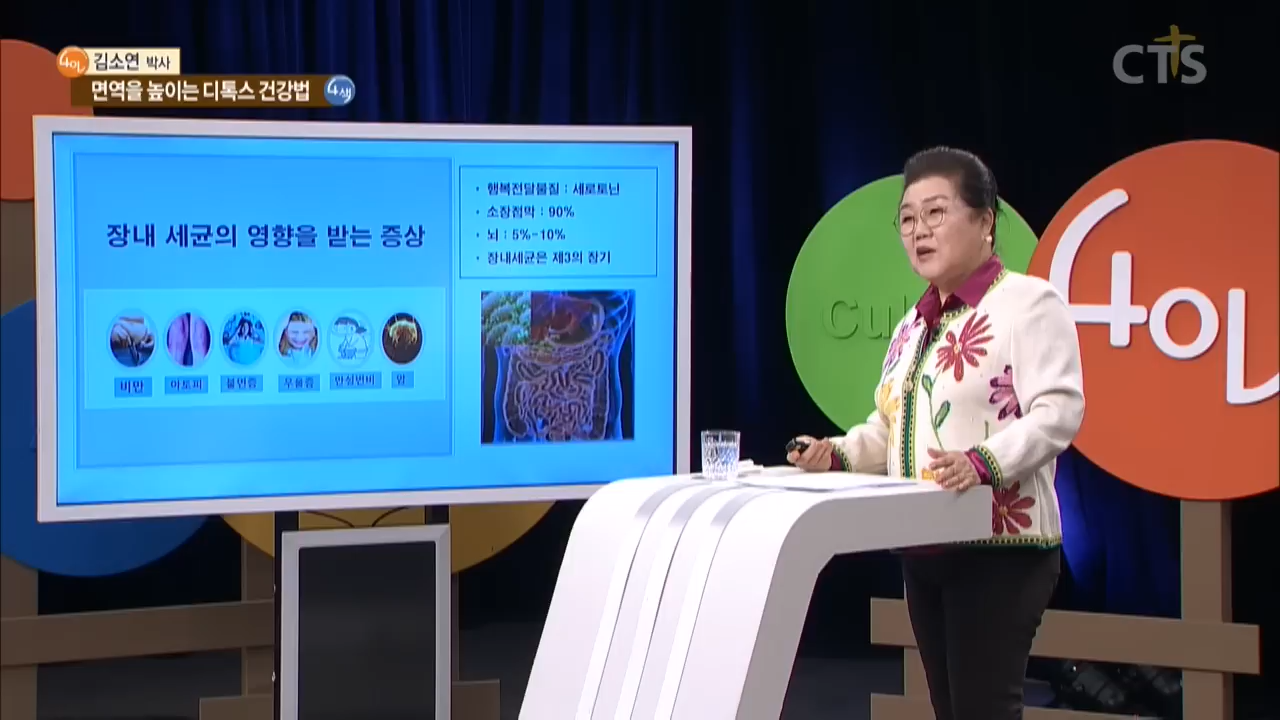 4인 김소연 박사
면역을 높이는 디톡스 건강법 4색
CTS
장내 세균의 영향을 받는 증상
• 행복전달물질 : 세로토닌
• 소장점막 : 90%
• 뇌 : 5%-10%
• 장내세균은 제3의 장기
비만 아토피 불면증 우울증 만성변비 암
Cul
4인